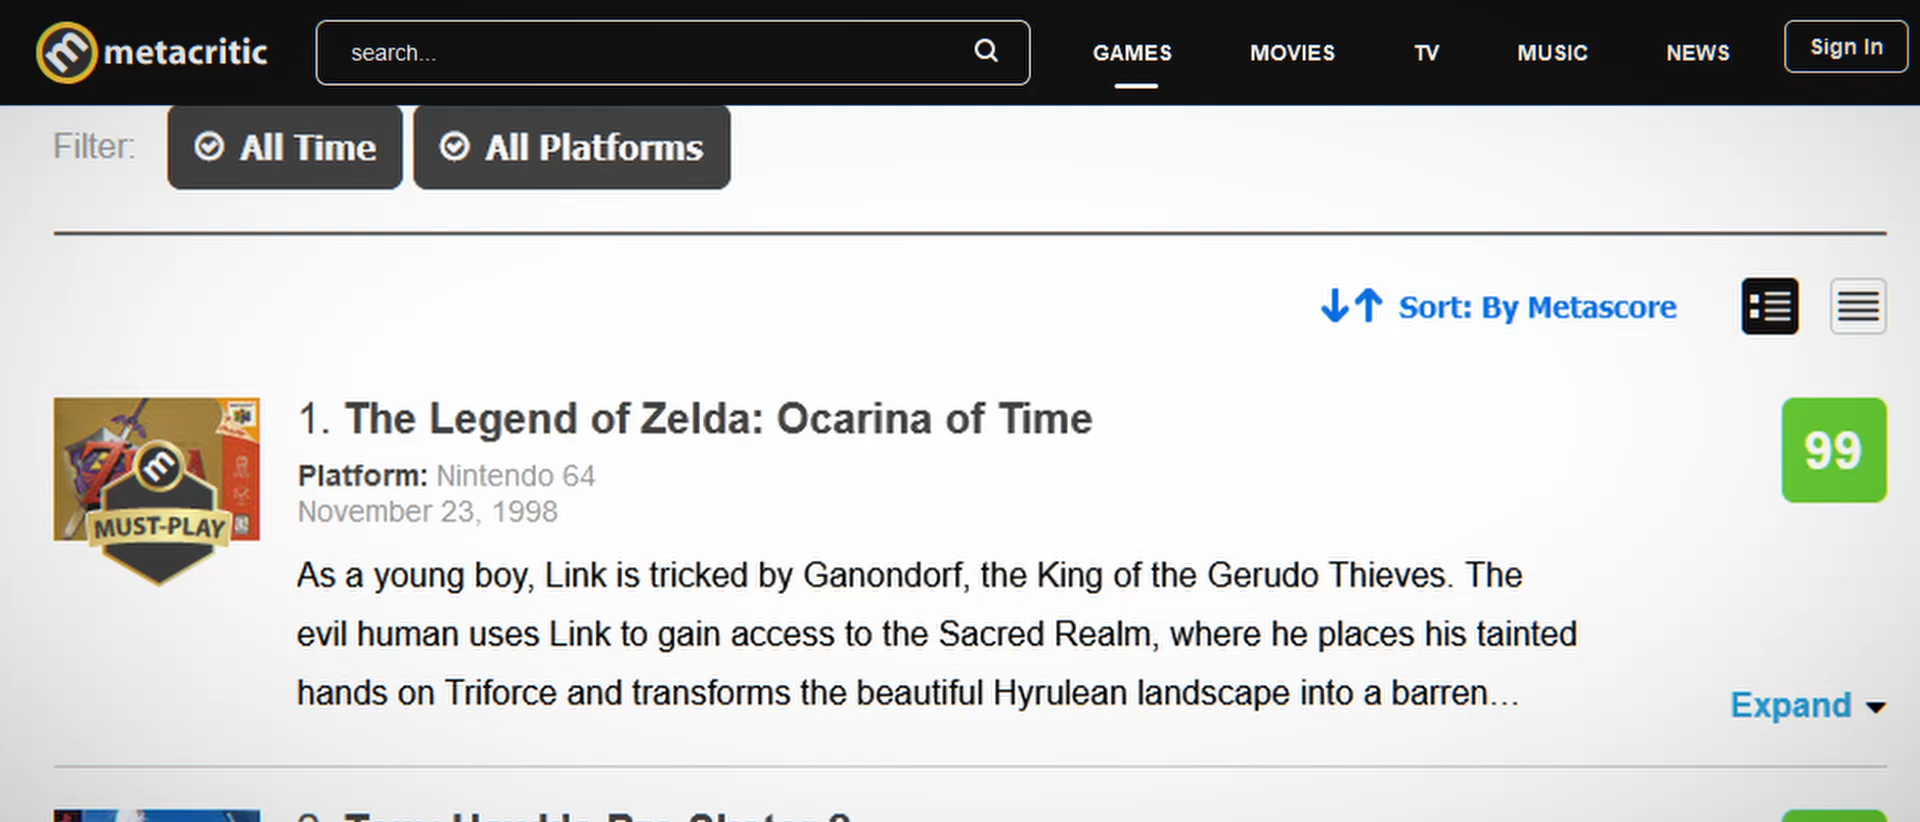 metacritic
search...
GAMES
MOVIES
TV
MUSIC
NEWS
Sign In
Filter:
All Time
All Platforms
Sort: By Metascore
1. The Legend of Zelda: Ocarina of Time
99
Platform: Nintendo 64
November 23, 1998
MUST-PLAY
As a young boy, Link is tricked by Ganondorf, the King of the Gerudo Thieves. The
evil human uses Link to gain access to the Sacred Realm, where he places his tainted
hands on Triforce and transforms the beautiful Hyrulean landscape into a barren...
Expand